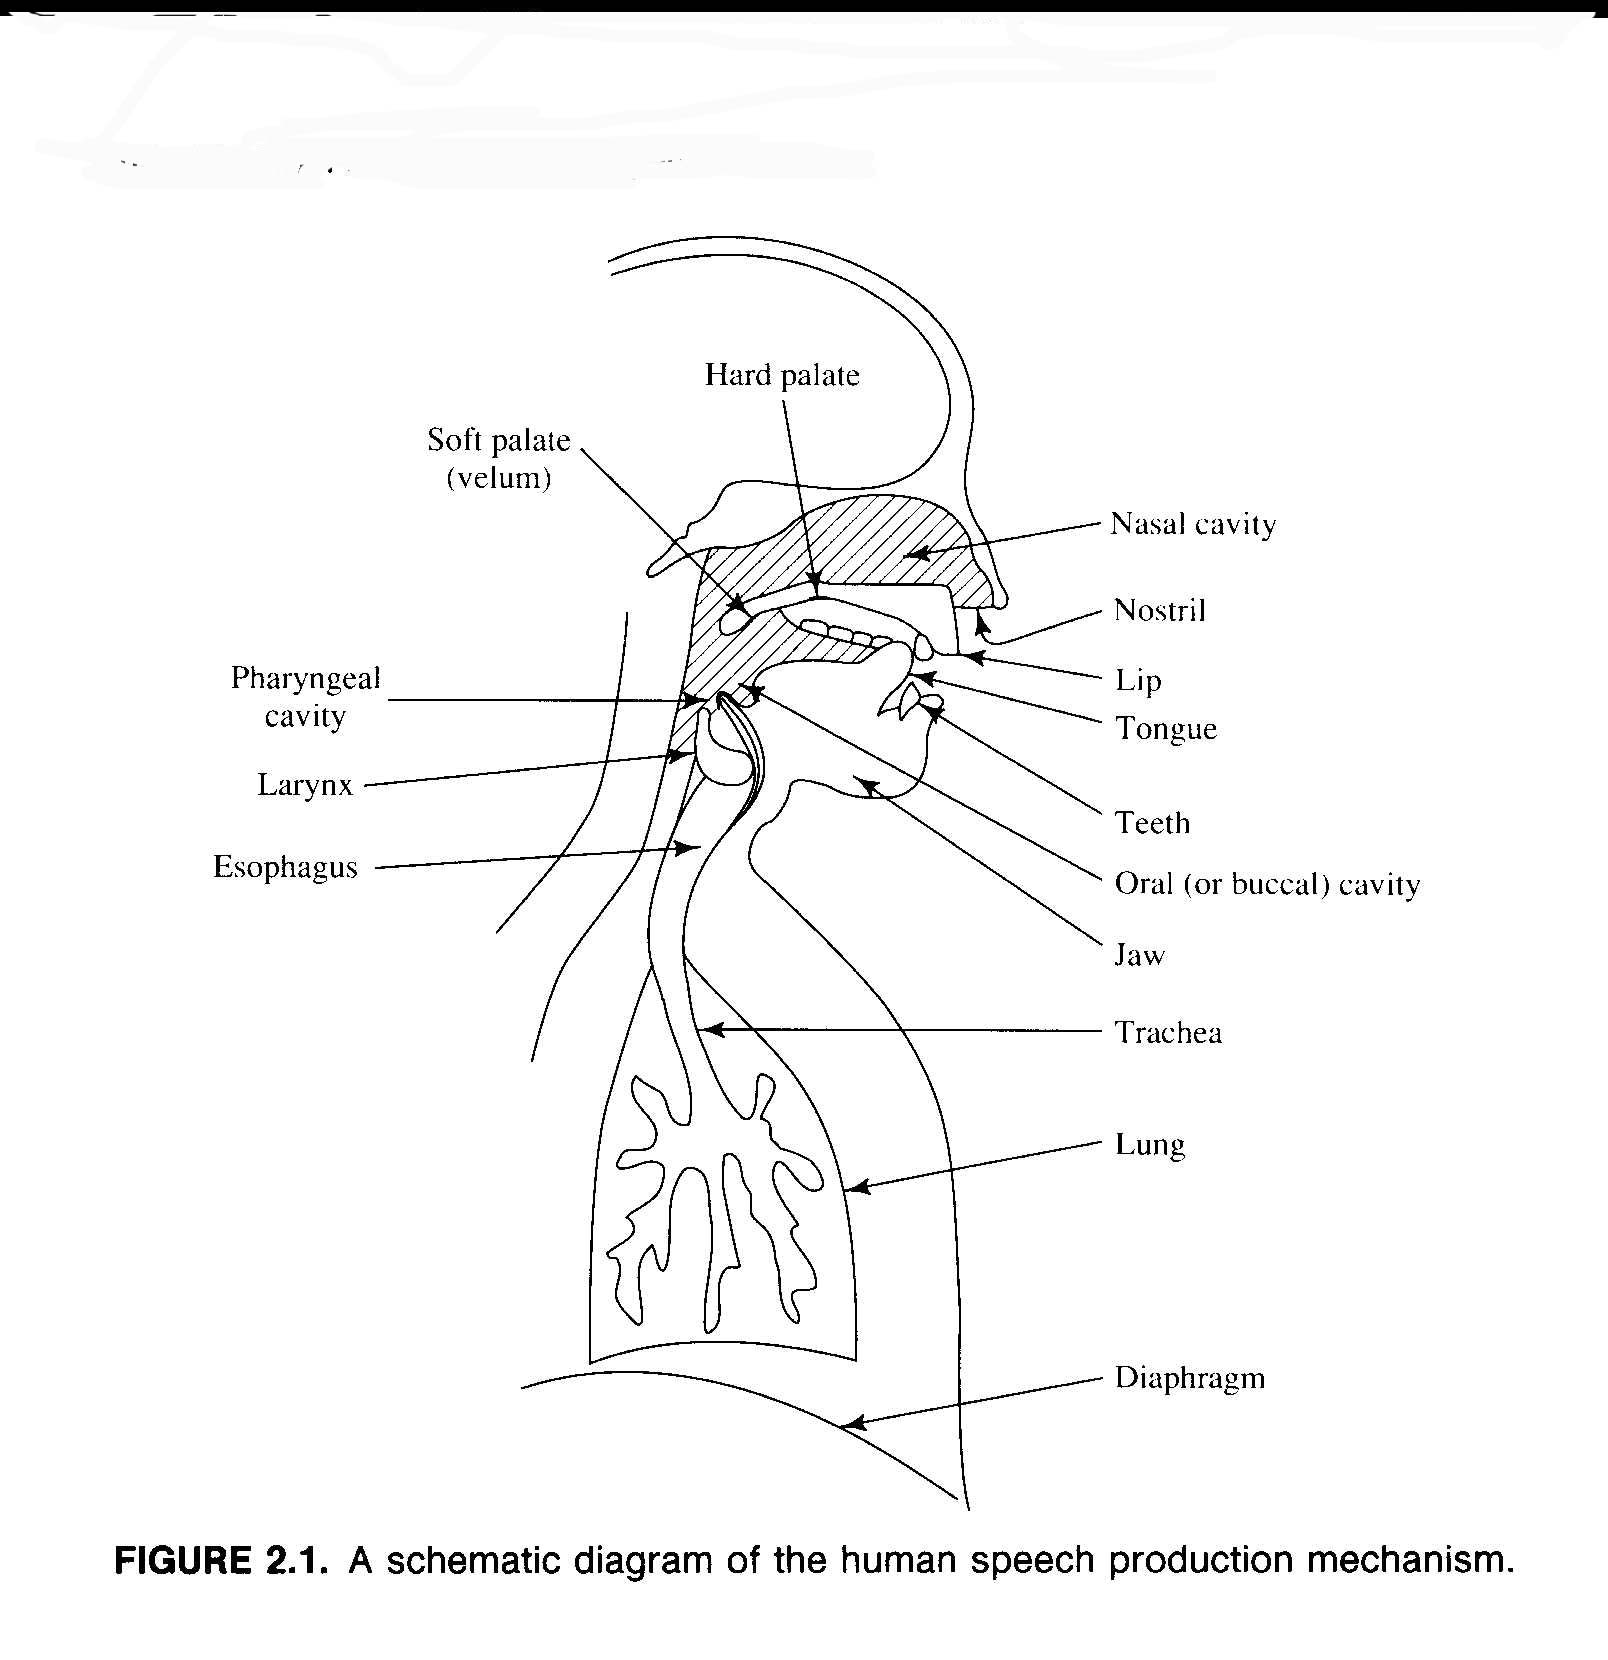 Hard palate
Soft palate
(velum)
Nasal cavity
Nostril
Pharyngeal
cavity
Lip
Tongue
Larynx
Teeth
Esophagus
Oral (or buccal) cavity
Jaw
Trachea
Lung
Diaphragm
FIGURE 2.1. A schematic diagram of the human speech production mechanism.